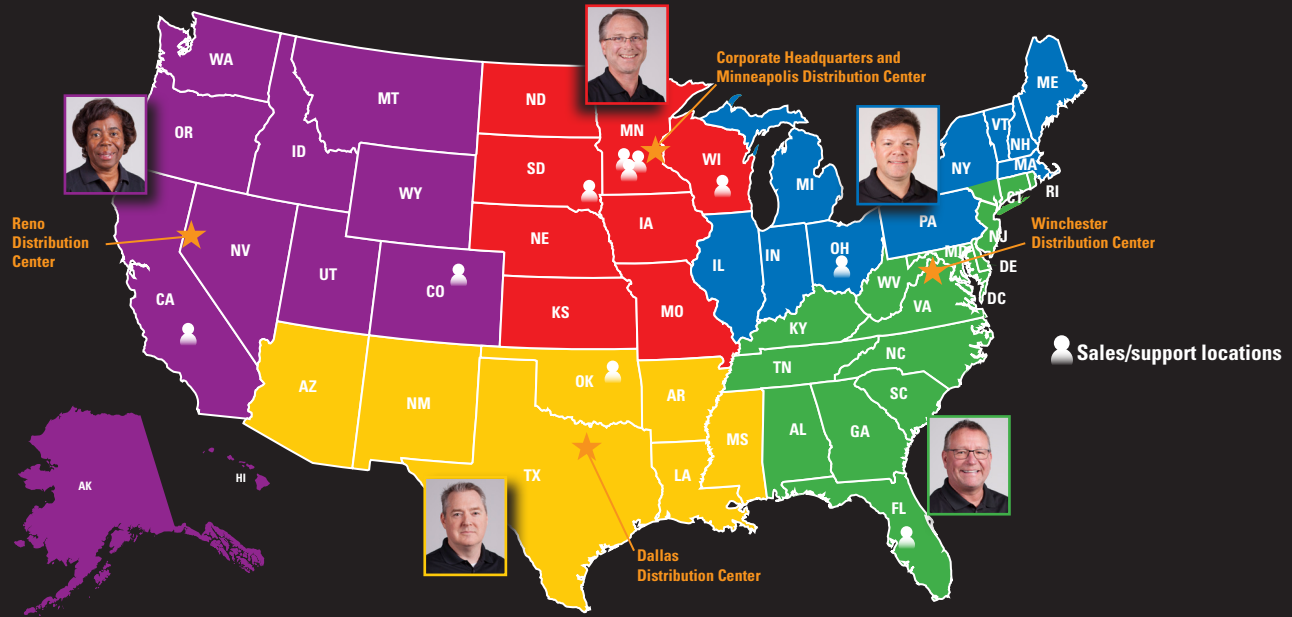 WA
MT
ND
MN
Corporate Headquarters and
Minneapolis Distribution Center
ME
VT
NH
OR
ID
SD
WI
MI
NY
MA
RI
CT
WY
NE
IA
PA
NJ
Reno
Distribution
Center
NV
UT
CO
IL
IN
OH
MD
DE
DC
Winchester
Distribution Center
WV
VA
CA
KS
MO
KY
NC
TN
Sales/support locations
AZ
NM
OK
AR
SC
MS
AL
GA
TX
LA
AK
HI
FL
Dallas
Distribution Center